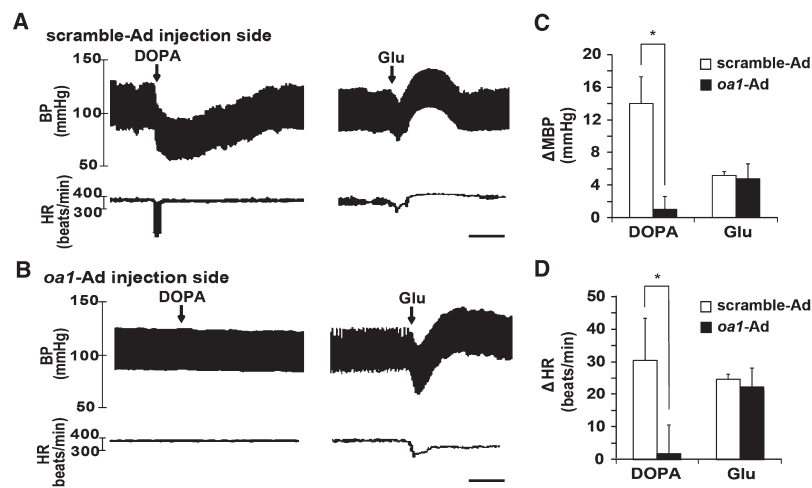 A
scramble-Ad injection side
DOPA
Glu
150
100
50
BP
(mmHg)
400
300
HR
(beats/min)
B
oa1-Ad injection side
DOPA
Glu
150
100
50
BP
(mmHg)
400
300
HR
beats/min)
C
*
scramble-Ad
oa1-Ad
20
16
12
8
4
0
ΔMBP
(mmHg)
DOPA
Glu
D
*
scramble-Ad
oa1-Ad
50
40
30
20
10
0
Δ HR
(beats/min)
DOPA
Glu